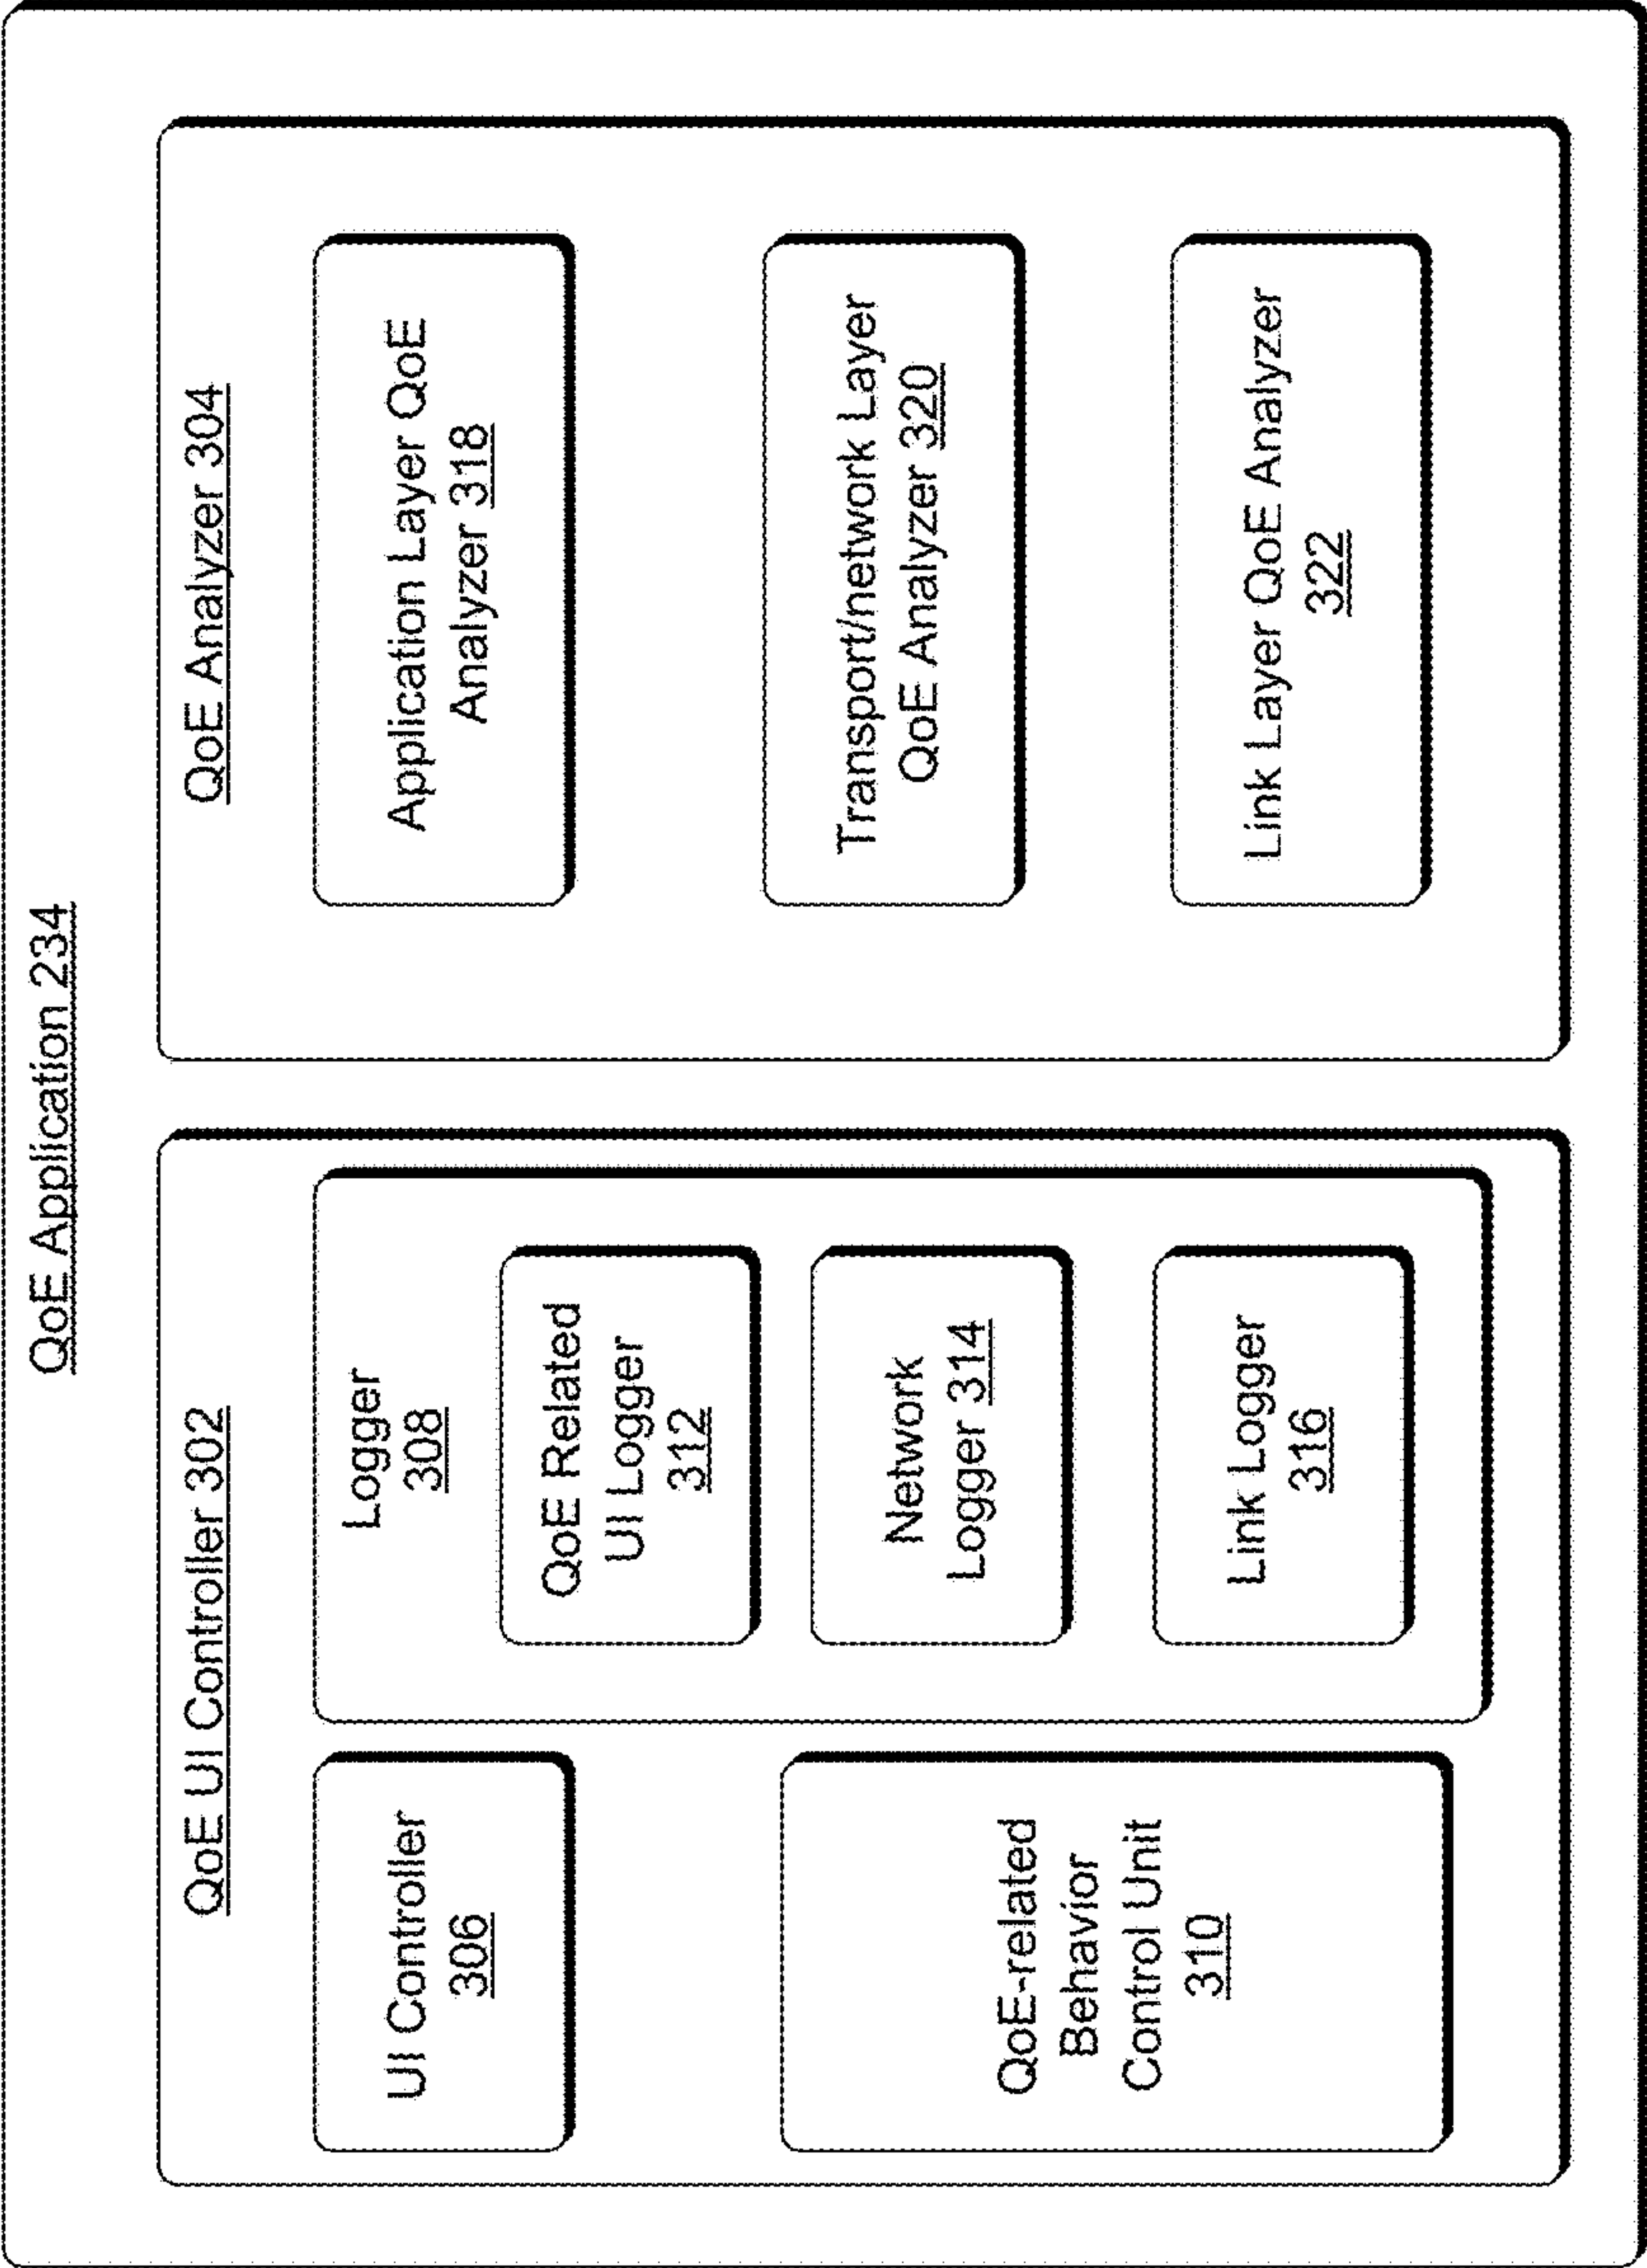 QoE Application 234
QoE UI Controller 302
UI Controller
306
QoE-related
Behavior
Control Unit
310
Logger
308
QoE Related
UI Logger
312
Network
Logger 314
Link Logger
316
QoE Analyzer 304
Application Layer QoE
Analyzer 318
Transport/network Layer
QoE Analyzer 320
Link Layer QoE Analyzer
322